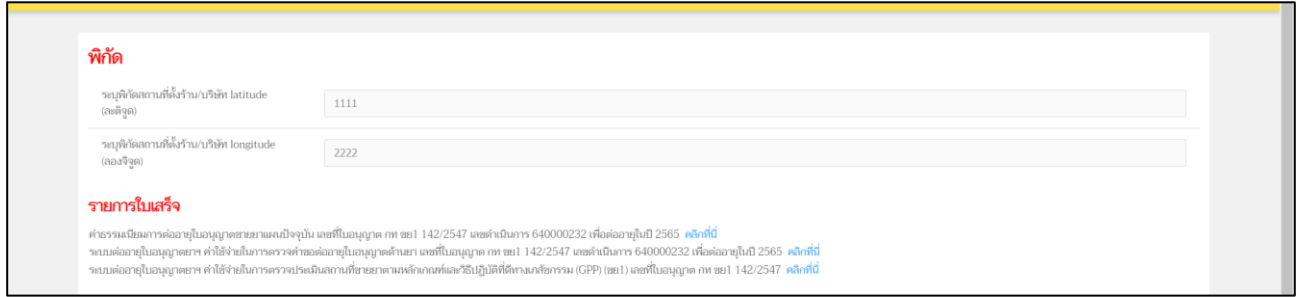 พิกัด
ระบุพิกัดสถานที่ตั้งร้าน/บริษัท latitude
(ละติจูด)
1111
ระบุพิกัดสถานที่ตั้งร้าน/บริษัท longitude
(ลองจิจูด)
2222
รายการใบเสร็จ
ค่าธรรมเนียมการต่ออายุใบอนุญาตขายยาแผนปัจจุบัน เลขที่ใบอนุญาต กท ขย1 142/2547 เลขดำเนินการ 640000232 เพื่อต่ออายุในปี 2565 คลิกที่นี่
ระบบต่ออายุใบอนุญาตยาฯ ค่าใช้จ่ายในการตรวจคำขอต่ออายุใบอนุญาตด้านยา เลขที่ใบอนุญาต กท ขย1 142/2547 เลขดำเนินการ 640000232 เพื่อต่ออายุในปี 2565 คลิกที่นี่
ระบบต่ออายุใบอนุญาตยาฯ ค่าใช้จ่ายในการตรวจประเมินสถานที่ขายยาตามหลักเกณฑ์และวิธีปฏิบัติที่ดีทางเภสัชกรรม (GPP) (ขย1) เลขที่ใบอนุญาต กท ขย1 142/2547 คลิกที่นี่